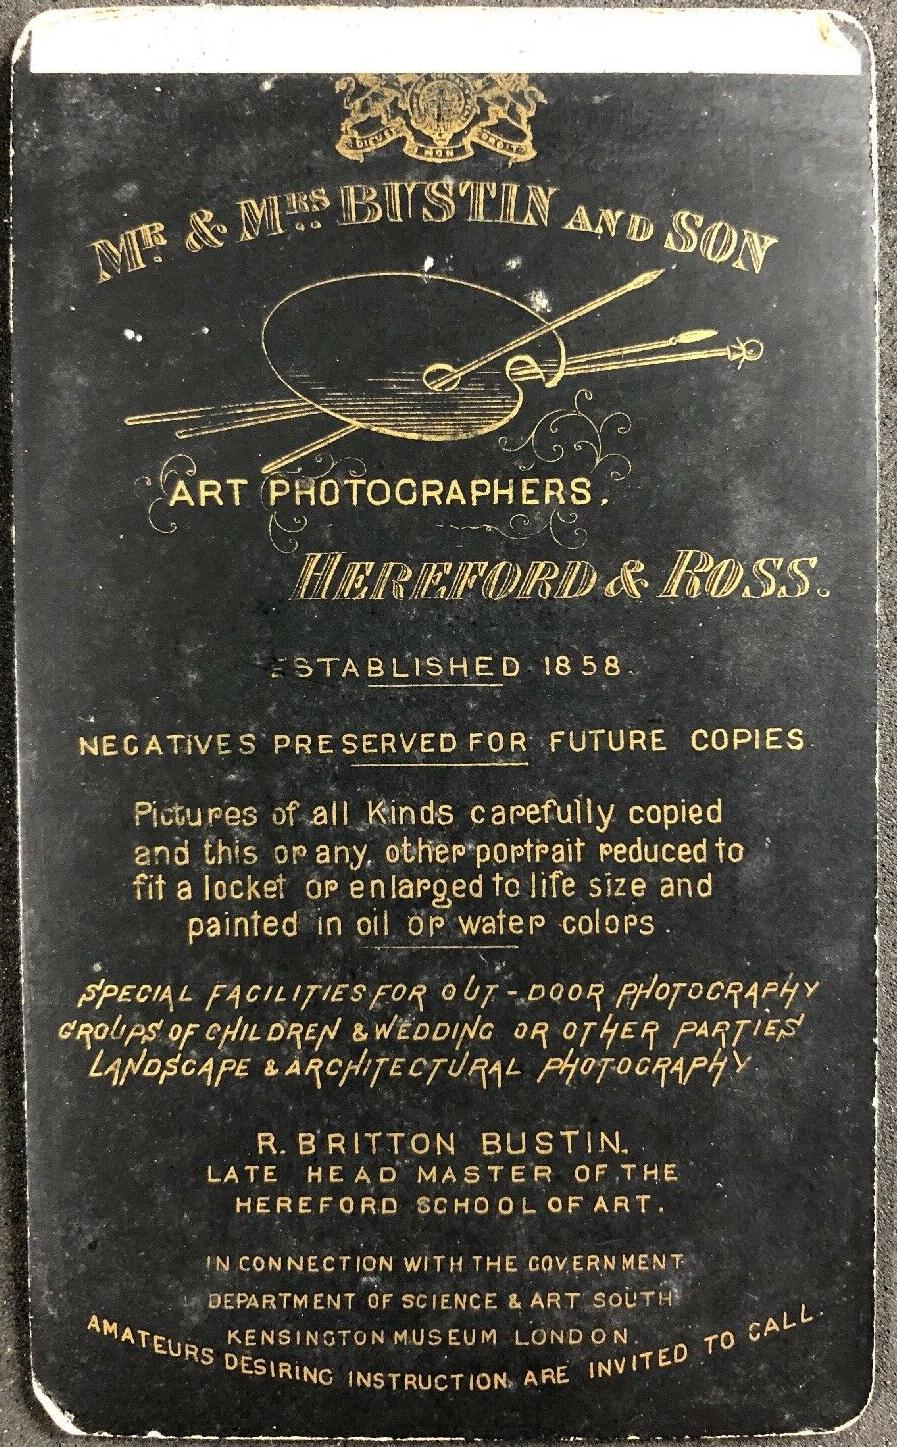 DIEU ET MON DROIT
MR. & MRS. BUSTIN AND SON
ART PHOTOGRAPHERS.
HEREFORD & ROSS.
ESTABLISHED 1858.
NEGATIVES PRESERVED FOR FUTURE COPIES
Pictures of all Kinds carefully copied
and this or any other portrait reduced to
fit a locket or enlarged to life size and
painted in oil or water colors.
SPECIAL FACILITIES FOR OUT-DOOR PHOTOGRAPHY
GROUPS OF CHILDREN & WEDDING OR OTHER PARTIES
LANDSCAPE & ARCHITECTURAL PHOTOGRAPHY
R. BRITTON BUSTIN.
LATE HEAD MASTER OF THE
HEREFORD SCHOOL OF ART.
IN CONNECTION WITH THE GOVERNMENT
DEPARTMENT OF SCIENCE & ART SOUTH
KENSINGTON MUSEUM LONDON.
AMATEURS DESIRING INSTRUCTION ARE INVITED TO CALL.